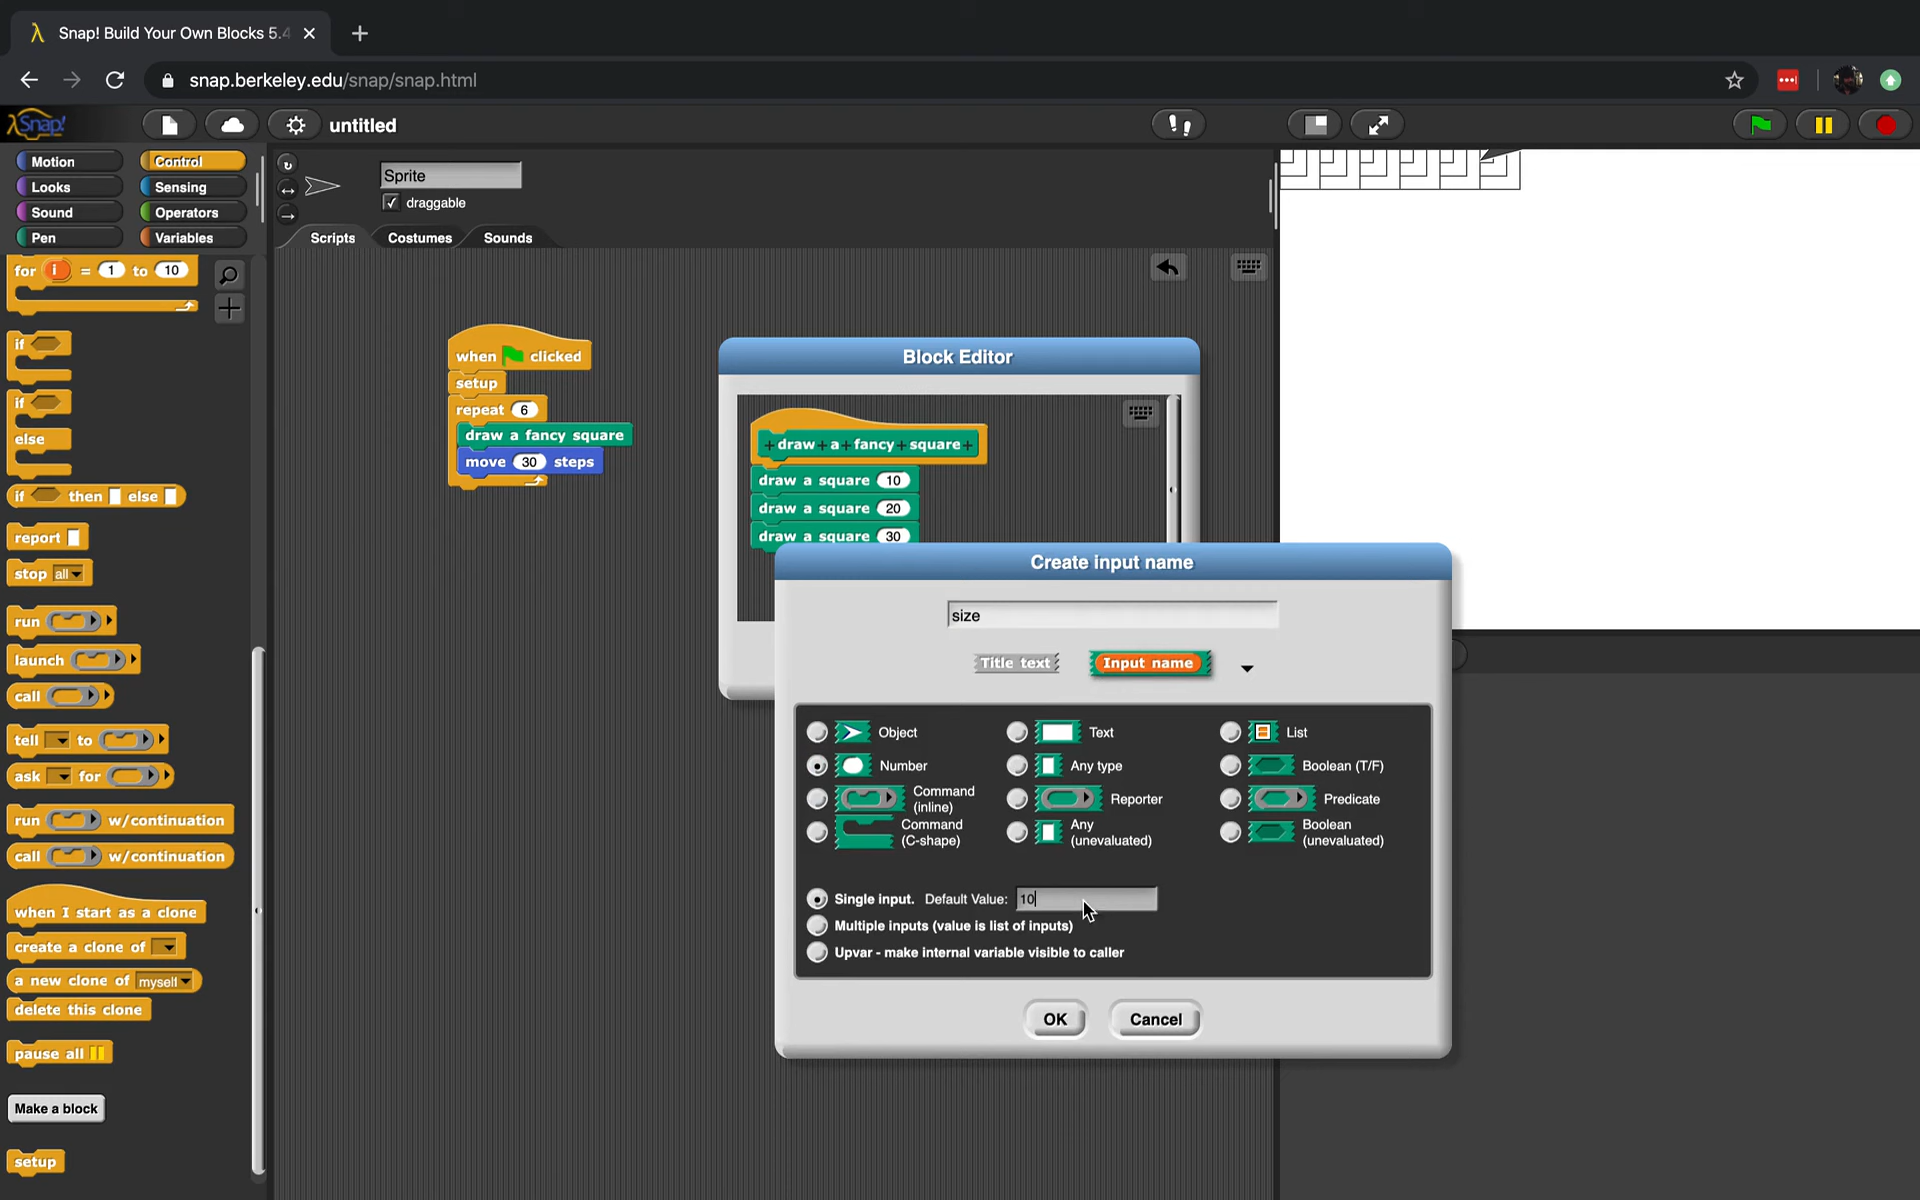 Snap! Build Your Own Blocks 5.4
snap.berkeley.edu/snap/snap.html
Snap!
untitled
Motion
Control
Looks
Sensing
Sound
Operators
Pen
Variables
Sprite
draggable
Scripts
Costumes
Sounds
for i = 1 to 10
if
if
else
if then else
report
stop all
run
launch
call
tell to
ask for
run w/continuation
call w/continuation
when I start as a clone
create a clone of
a new clone of myself
delete this clone
pause all
Make a block
setup
when clicked
setup
repeat 6
draw a fancy square
move 30 steps
Block Editor
+draw+a+fancy+square+
draw a square 10
draw a square 20
draw a square 30
Create input name
size
Title text
Input name
Object
Text
List
Number
Any type
Boolean (T/F)
Command
(inline)
Reporter
Predicate
Command
(C-shape)
Any
(unevaluated)
Boolean
(unevaluated)
Single input. Default Value: 10
Multiple inputs (value is list of inputs)
Upvar - make internal variable visible to caller
OK
Cancel